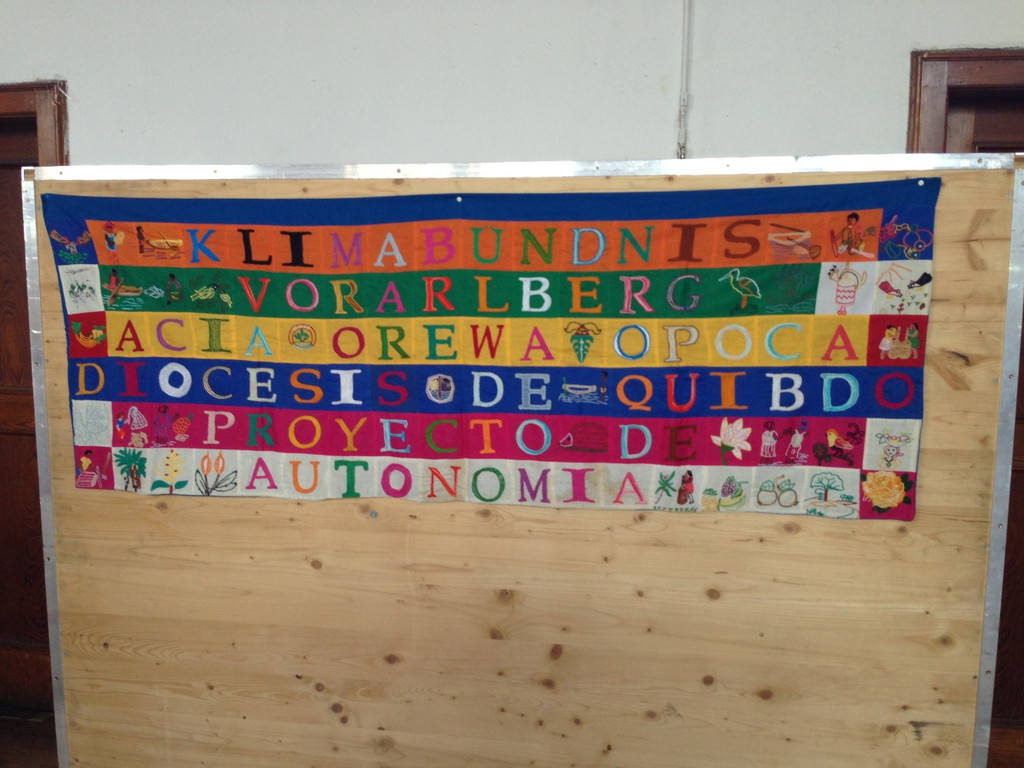 KLIMABUNDNIS
VORARLBERG
ACIA OREWA OPOCA
DIOCESIS DE QUIBDO
PROYECTO DE
AUTONOMIA